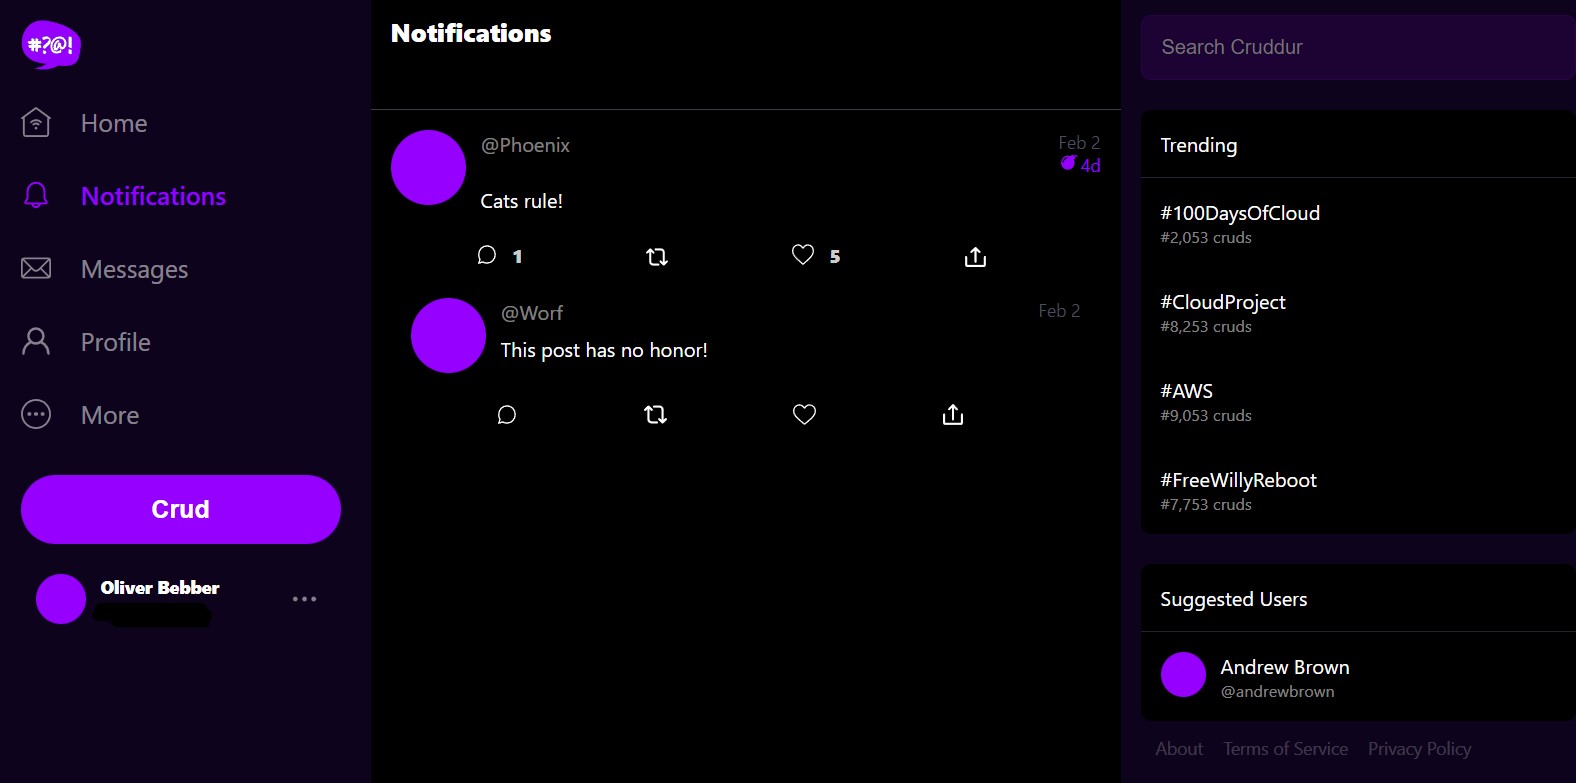 #?@!
Home
Notifications
Messages
Profile
More
Crud
Oliver Bebber
Notifications
@Phoenix
Feb 2
4d
Cats rule!
1
5
@Worf
Feb 2
This post has no honor!
Search Cruddur
Trending
#100DaysOfCloud
#2,053 cruds
#CloudProject
#8,253 cruds
#AWS
#9,053 cruds
#FreeWillyReboot
#7,753 cruds
Suggested Users
Andrew Brown
@andrewbrown
About Terms of Service Privacy Policy